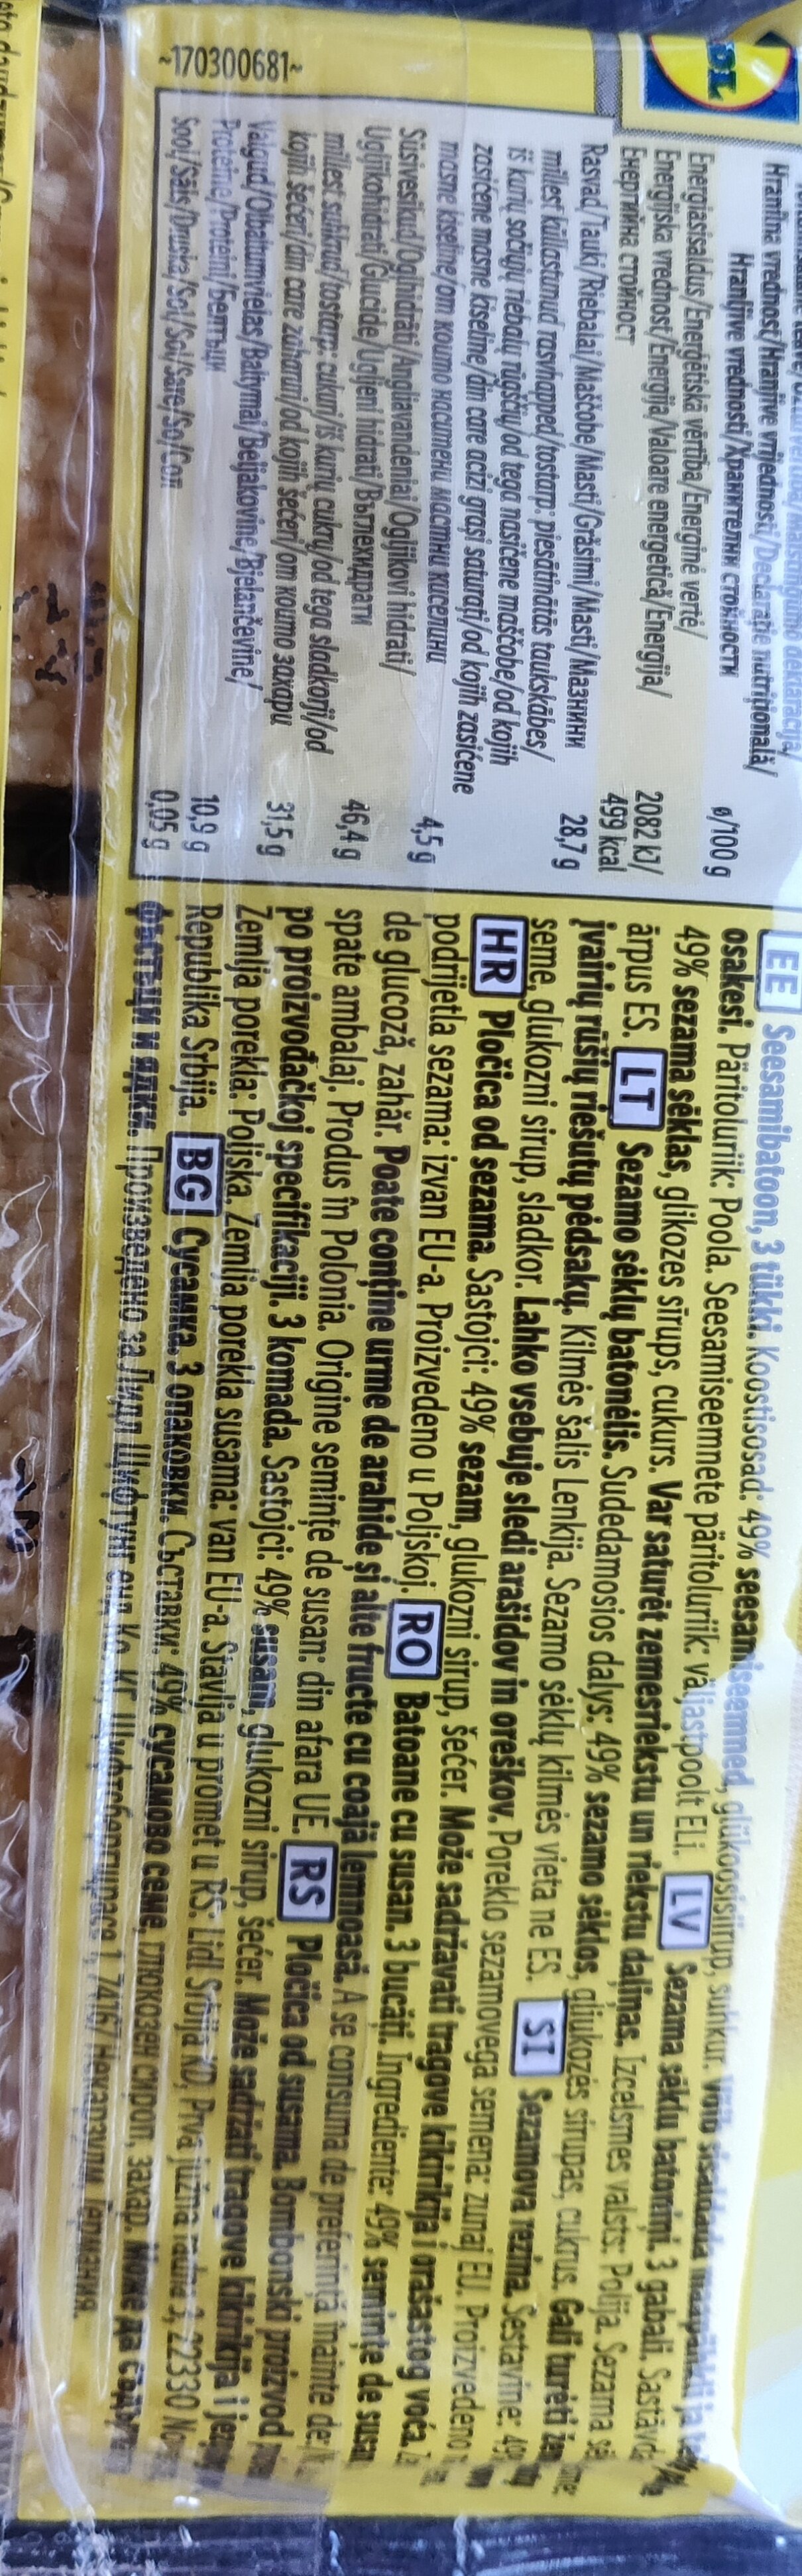 ~170300681~
Hranilna vrednost/Hranjive vrijednosti/Declarație nutrițională/
Hranljive vrednosti/Хранителни стойности
ø/100 g
Energiasisaldus/Enerģētiskā vērtība/Energinė vertė/
Energijska vrednost/Energija/Valoare energetică/Energija/
Енергийна стойност
2082 kJ/
499 kcal
Rasvad/Tauki/Riebalai/Maščobe/Masti/Grăsimi/Masti/Мазнини 28,7 g
millest küllastunud rasvhapped/tostarp: piesātinātās taukskābes/
iš kurių sočiųjų riebalų rūgščių/od tega nasičene maščobe/od kojih
zasićene masne kiseline/din care acizi grași saturați/od kojih zasićene
masne kiseline/от които наситени мастни киселини 4,5 g
Süsivesikud/Ogļhidrāti/Angliavandeniai/Ogljikovi hidrati/
Ugljikohidrati/Glucide/Ugljeni hidrati/Въглехидрати 46,4 g
millest suhkrud/tostarp: cukuri/iš kurių cukrų/od tega sladkorji/od
kojih šećeri/din care zaharuri/od kojih šećeri/от които захари 31,5 g
Valgud/Olbaltumvielas/Baltymai/Beljakovine/Bjelančevine/
Proteine/Proteini/Белтъци 10,9 g
Sool/Sāls/Druska/Sol/Sol/Sare/So/Сол 0,05 g
EE Seesamibatoon, 3 tükki. Koostisosad: 49% seesamiseemned, glükoosisiirup, suhkur. Võib sisaldada
osakesi. Päritoluriik: Poola. Seesamiseemnete päritoluriik: väljastpoolt ELi. LV Sezama sēklu batoniņi. 3 gabali.
49% sezama sēklas, glikozes sīrups, cukurs. Var saturēt zemesriekstu un riekstu daļiņas. Izcelsmes valsts: Polija. Sezama
ārpus ES. LT Sezamo sėklų batonėlis. Sudedamosios dalys: 49% sezamo sėklos, gliukozės sirupas, cukrus. Gali turėti
įvairių rūšių riešutų pėdsakų. Kilmės šalis Lenkija. Sezamo sėklų kilmės vieta ne ES. SI Sezamova rezina. Sestavine:
seme, glukozni sirup, sladkor. Lahko vsebuje sledi arašidov in oreškov. Poreklo sezamovega semena: zunaj EU. Proizvedeno
HR Pločica od sezama. Sastojci: 49% sezam, glukozni sirup, šećer. Može sadržavati tragove kikirikija i orašastog voća.
podrijetla sezama: izvan EU-a. Proizvedeno u Poljskoj. RO Batoane cu susan. 3 bucăți. Ingrediente: 49% semințe de susan
de glucoză, zahăr. Poate conține urme de arahide și alte fructe cu coajă lemnoasă. A se consuma de preferință înainte de:
spate ambalaj. Produs în Polonia. Origine semințe de susan: din afara UE. RS Pločica od susama. Bombonski proizvod
po proizvođačkoj specifikaciji. 3 komada. Sastojci: 49% susam, glukozni sirup, šećer. Može sadržati tragove kikirikija i
Zemlja porekla: Poljska. Zemlja porekla susama: van EU-a. Stavlja u promet u RS: Lidl Srbija KD, Prva južna radna 3, 22330
Republika Srbija. BG Сусамка. 3 опаковки. Съставки: 49% сусамово семе, глюкозен сироп, захар. Може да
фъстъци и ядки. Произведено за Лидл Щифтунг енд Ко. КГ, 74167 Некарзулм, Германия.